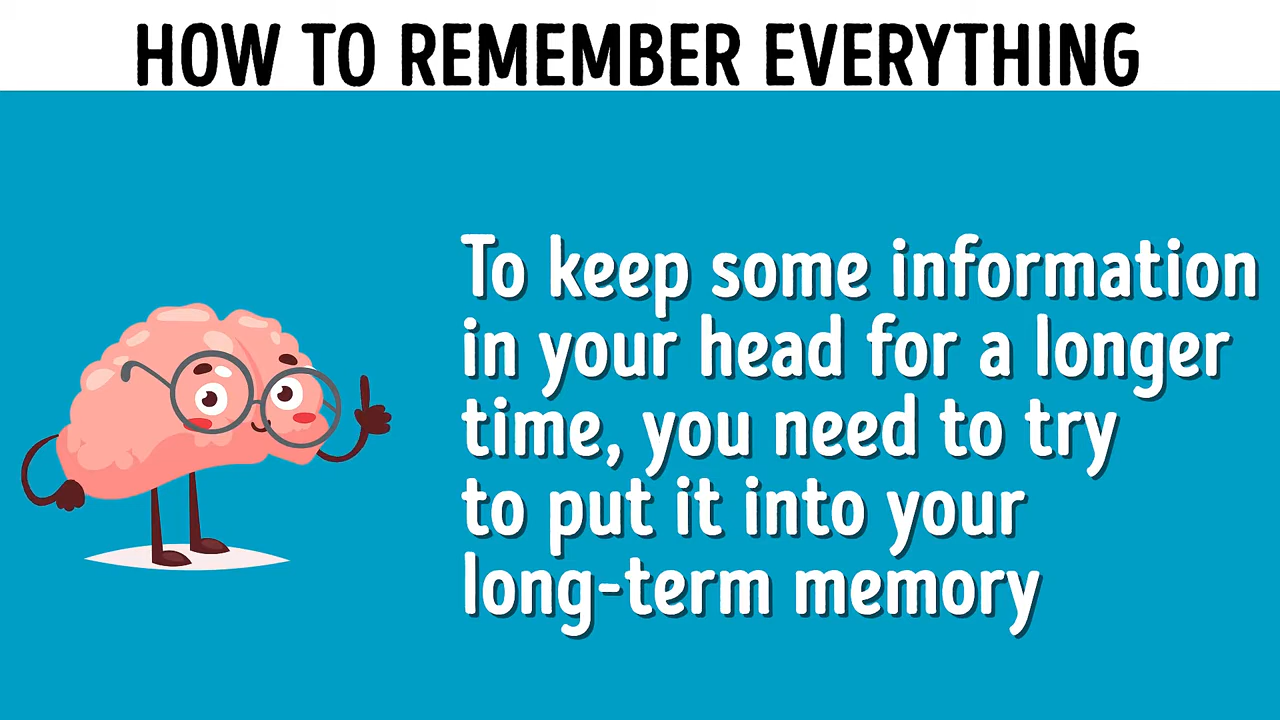 HOW TO REMEMBER EVERYTHING
To keep some information
in your head for a longer
time, you need to try
to put it into your
long-term memory